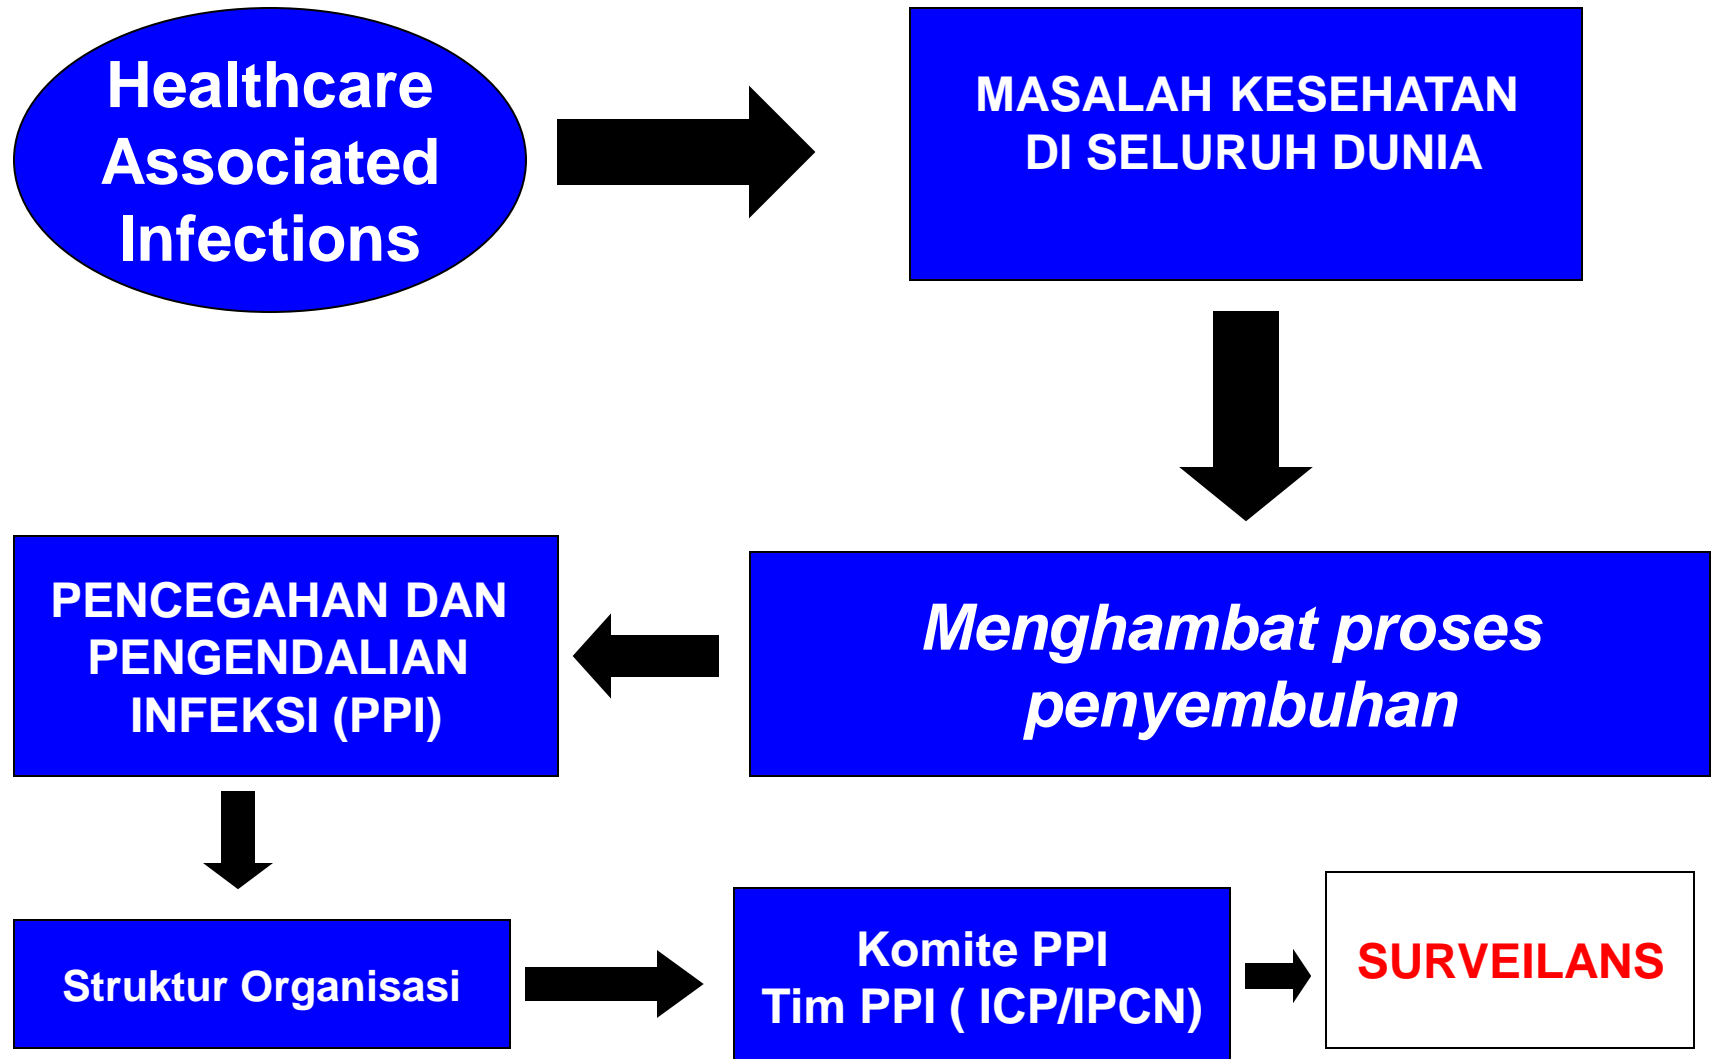 Healthcare
Associated
Infections
MASALAH KESEHATAN
DI SELURUH DUNIA
Menghambat proses
penyembuhan
PENCEGAHAN DAN
PENGENDALIAN
INFEKSI (PPI)
Struktur Organisasi
Komite PPI
Tim PPI ( ICP/IPCN)
SURVEILANS